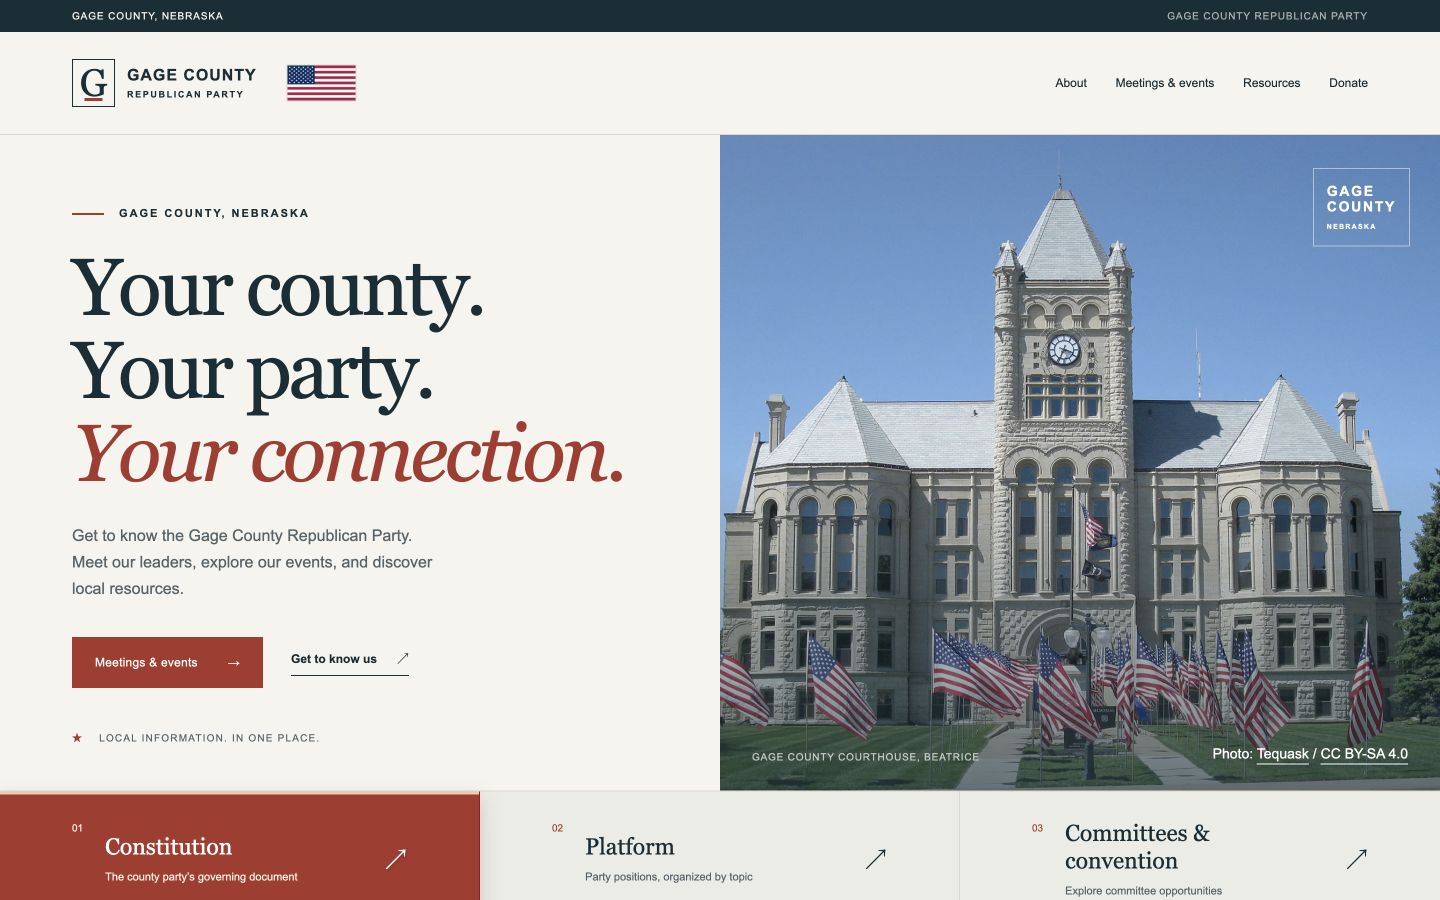 GAGE COUNTY, NEBRASKA
GAGE COUNTY REPUBLICAN PARTY
G
GAGE COUNTY
REPUBLICAN PARTY
About
Meetings & events
Resources
Donate
GAGE COUNTY, NEBRASKA
Your county.
Your party.
Your connection.
Get to know the Gage County Republican Party.
Meet our leaders, explore our events, and discover
local resources.
Meetings & events →
Get to know us ↗
★ LOCAL INFORMATION. IN ONE PLACE.
GAGE
COUNTY
NEBRASKA
GAGE COUNTY COURTHOUSE, BEATRICE
Photo: Tequask / CC BY-SA 4.0
01
Constitution
The county party's governing document
02
Platform
Party positions, organized by topic
03
Committees &
convention
Explore committee opportunities